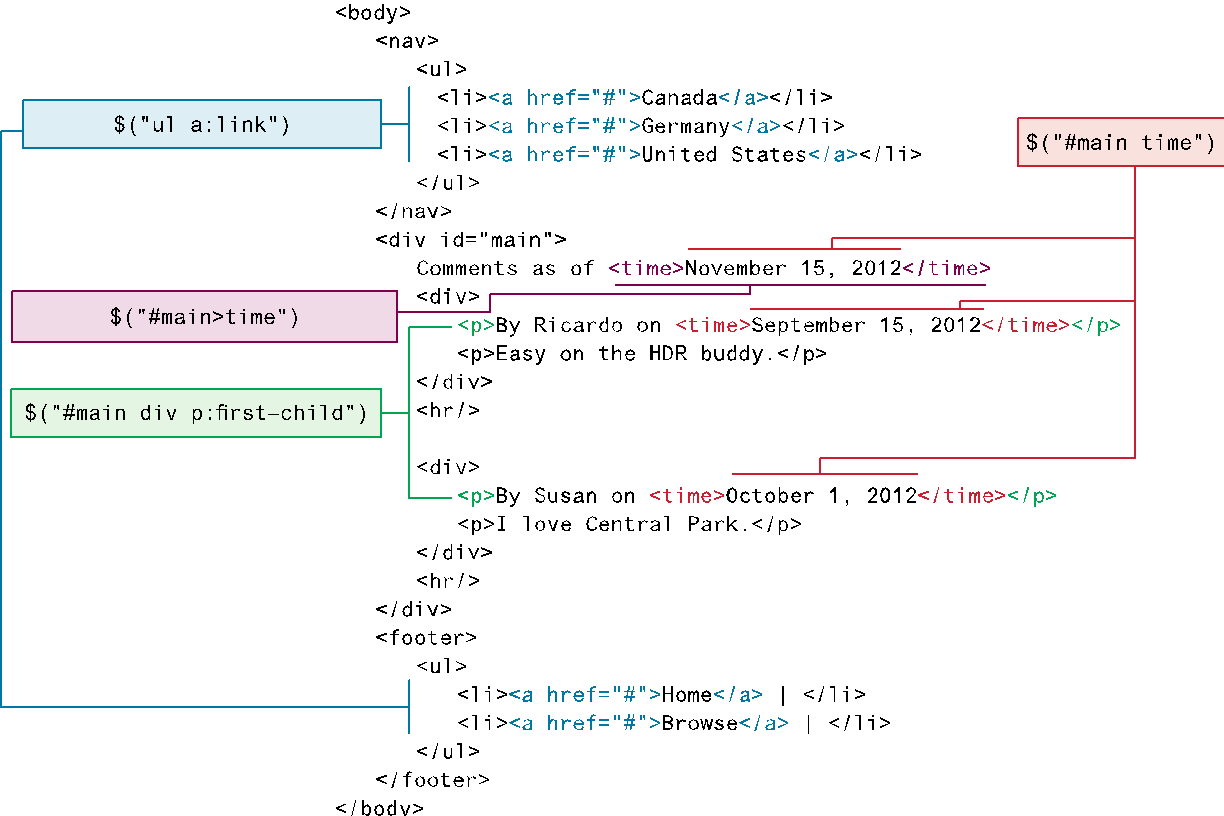 <body>
<nav>
<ul>
<li><a href="#">Canada</a></li>
$("ul a:link")
<li><a href="#">Germany</a></li>
$("#main time")
<li><a href="#">United States</a></li>
</ul>
</nav>
<div id="main">
Comments as of <time>November 15, 2012</time>
<div>
$("#main>time")
<p>By Ricardo on <time>September 15, 2012</time></p>
<p>Easy on the HDR buddy.</p>
</div>
$("#main div p:first-child")
<hr/>
<div>
<p>By Susan on <time>October 1, 2012</time></p>
<p>I love Central Park.</p>
</div>
<hr/>
</div>
<footer>
<ul>
<li><a href="#">Home</a> | </li>
<li><a href="#">Browse</a> | </li>
</ul>
</footer>
</body>